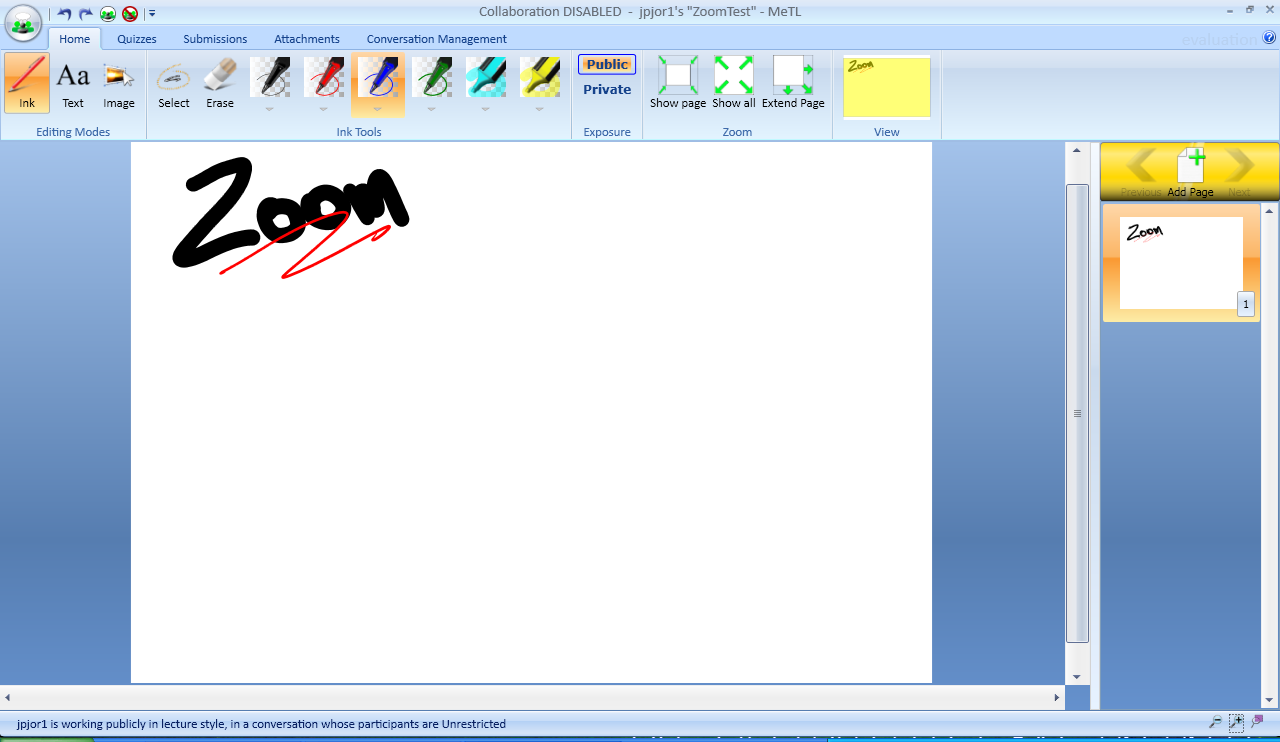 Collaboration DISABLED - jpjor1's "ZoomTest" - MeTL
Home Quizzes Submissions Attachments Conversation Management evaluation
Ink Text Image Select Erase Public Private Show page Show all Extend Page Zoom
Editing Modes Ink Tools Exposure Zoom View
Previous Add Page Next
Zoom
Zoom
1
jpjor1 is working publicly in lecture style, in a conversation whose participants are Unrestricted